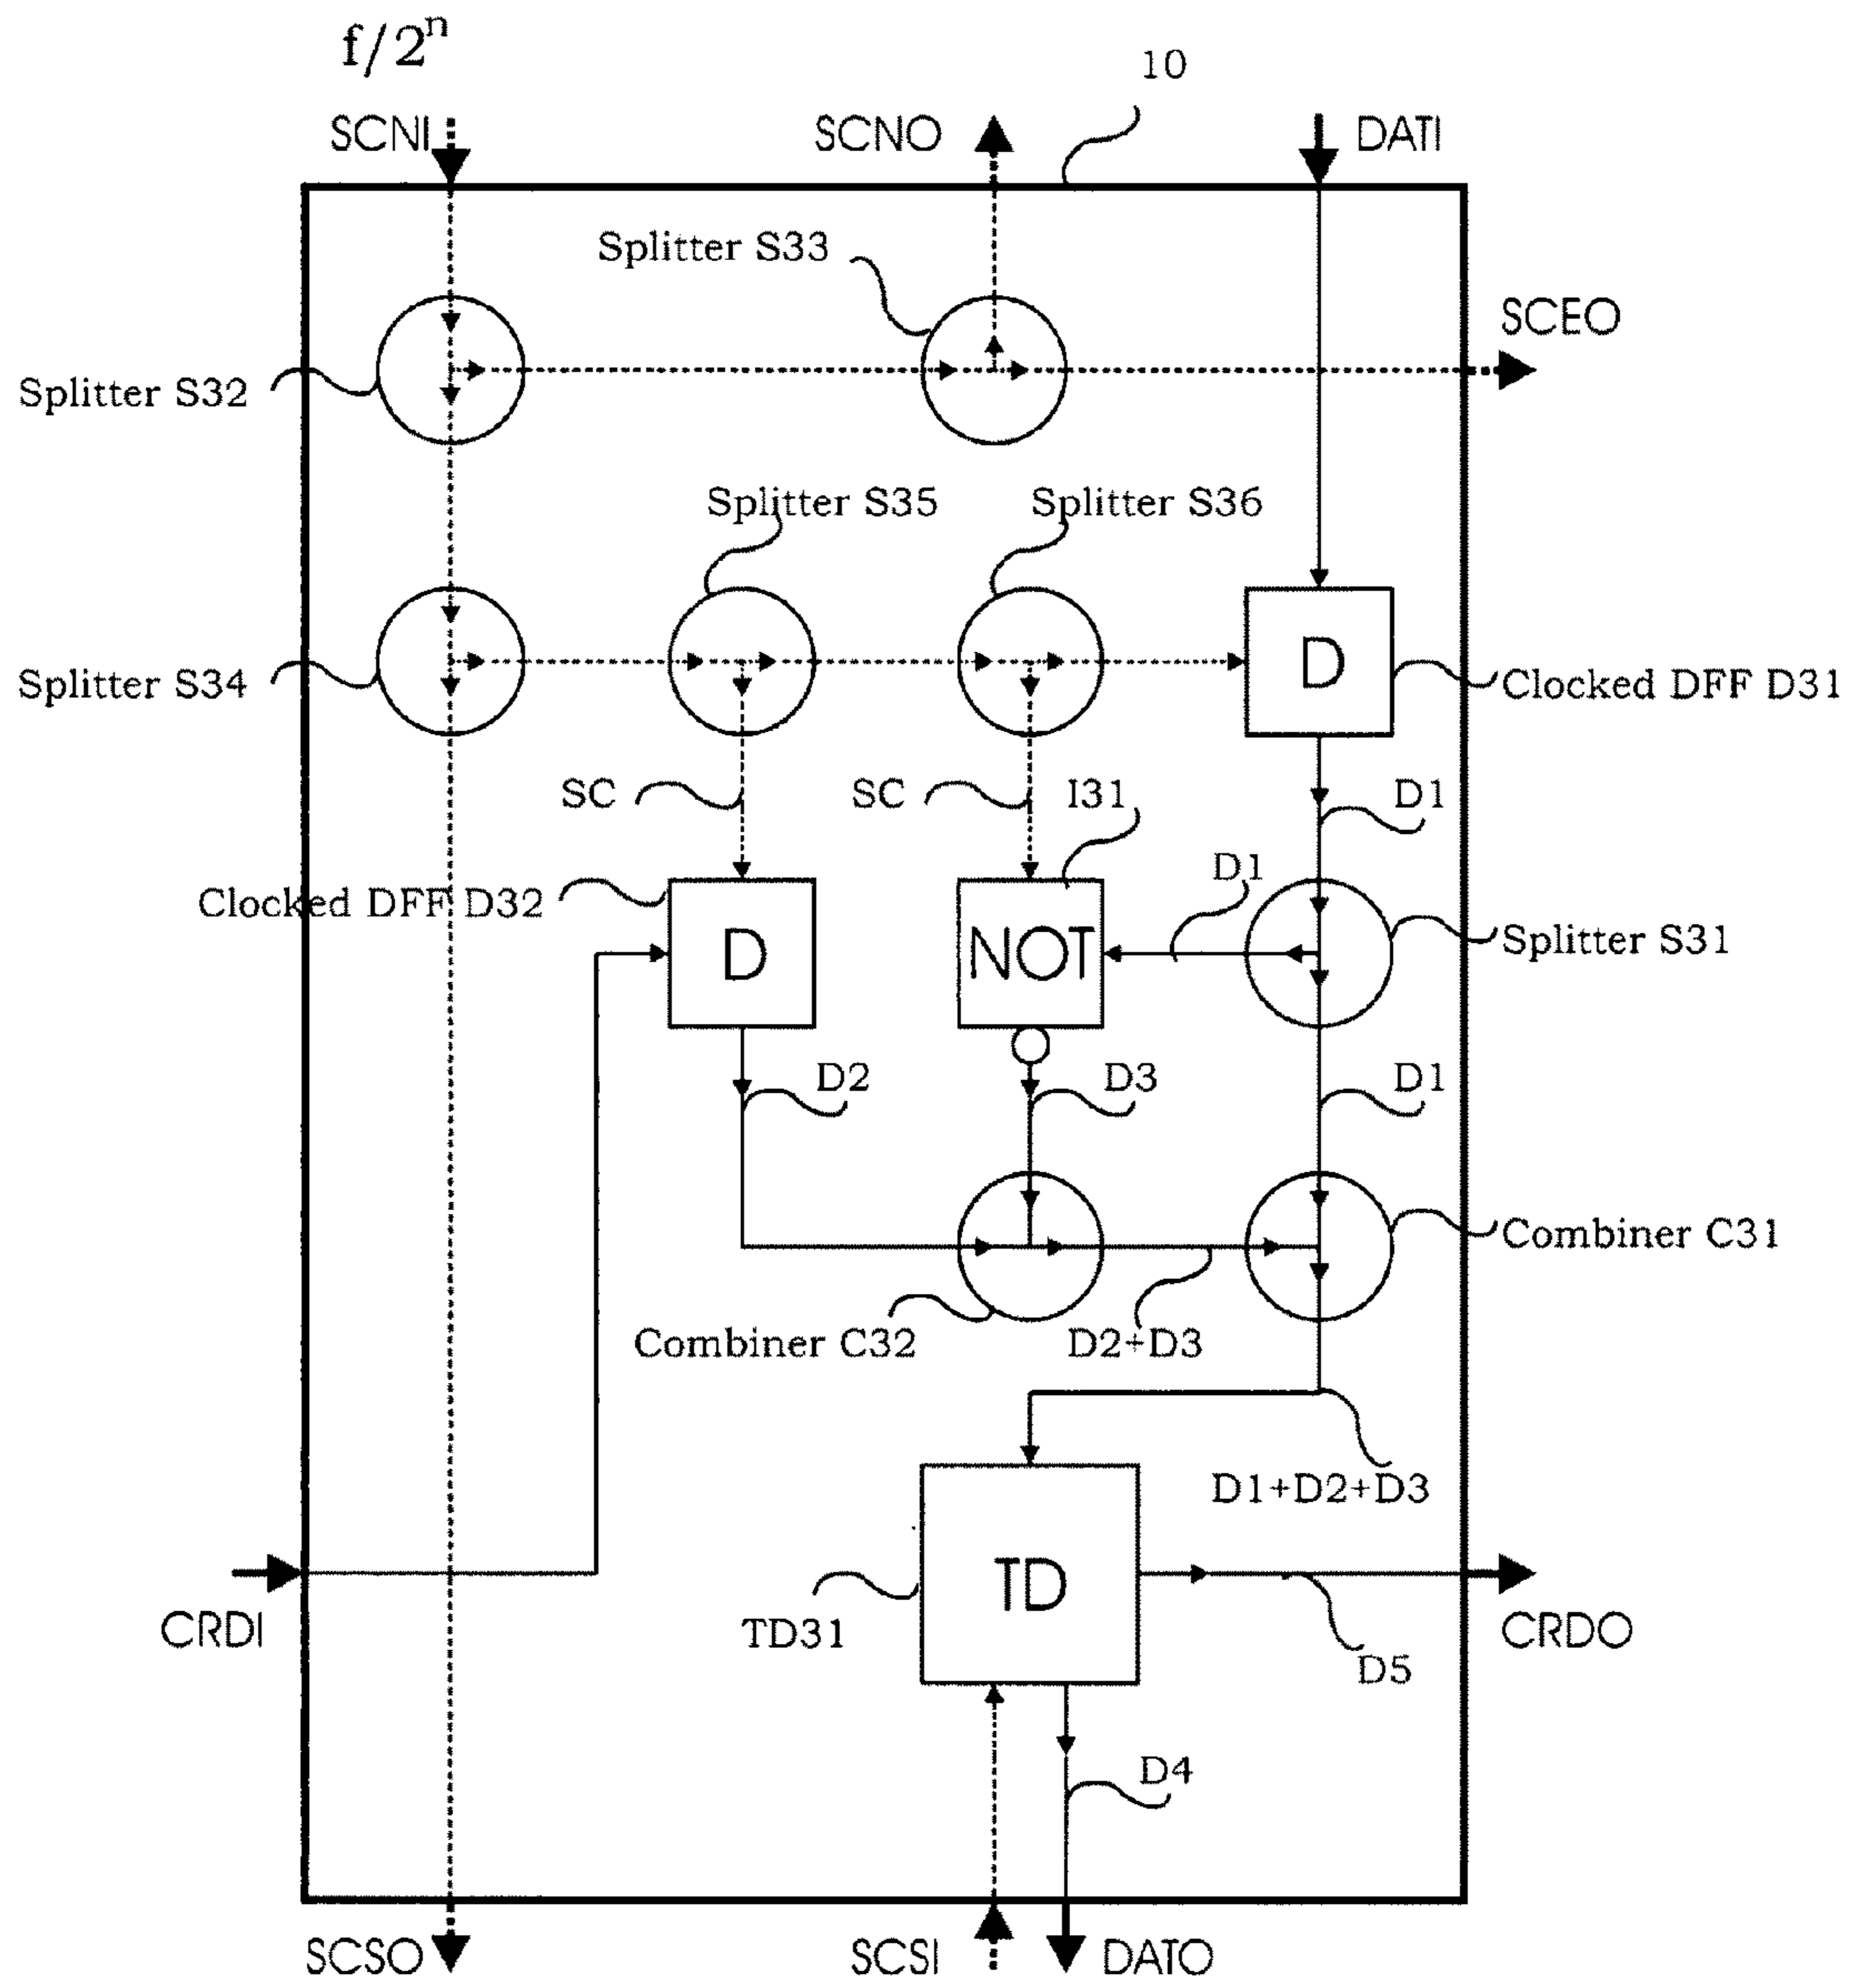 f/2ⁿ
10
SCNI
SCNO
DATI
Splitter S33
SCEO
Splitter S32
Splitter S35
Splitter S36
D
Splitter S34
Clocked DFF D31
SC
SC
I31
D1
D1
Clocked DFF D32
D
NOT
Splitter S31
D2
D3
D1
Combiner C31
Combiner C32
D2+D3
D1+D2+D3
TD
CRDI
TD31
CRDO
D5
D4
SCSO
SCSI
DATO